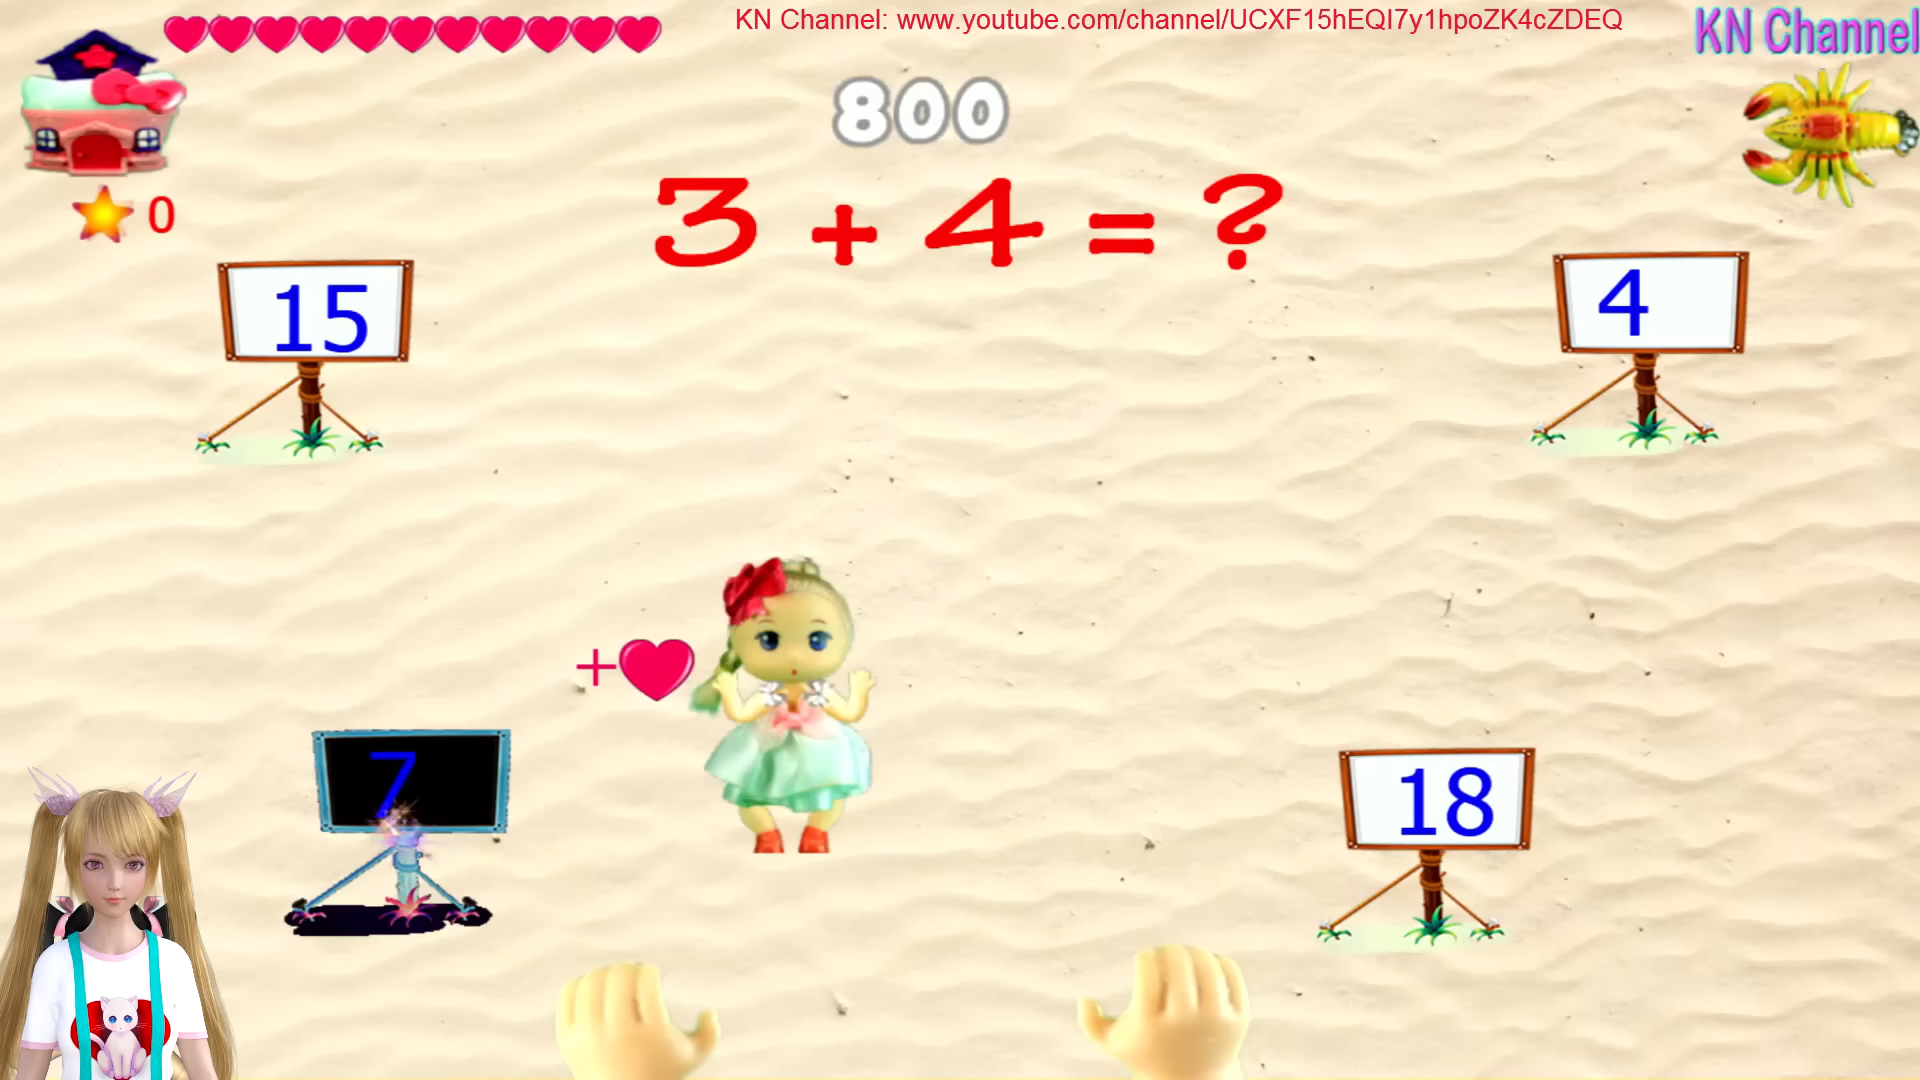 KN Channel: www.youtube.com/channel/UCXF15hEQI7y1hpoZK4cZDEQ
KN Channel
800
3 + 4 = ?
0
15
4
+
7
18